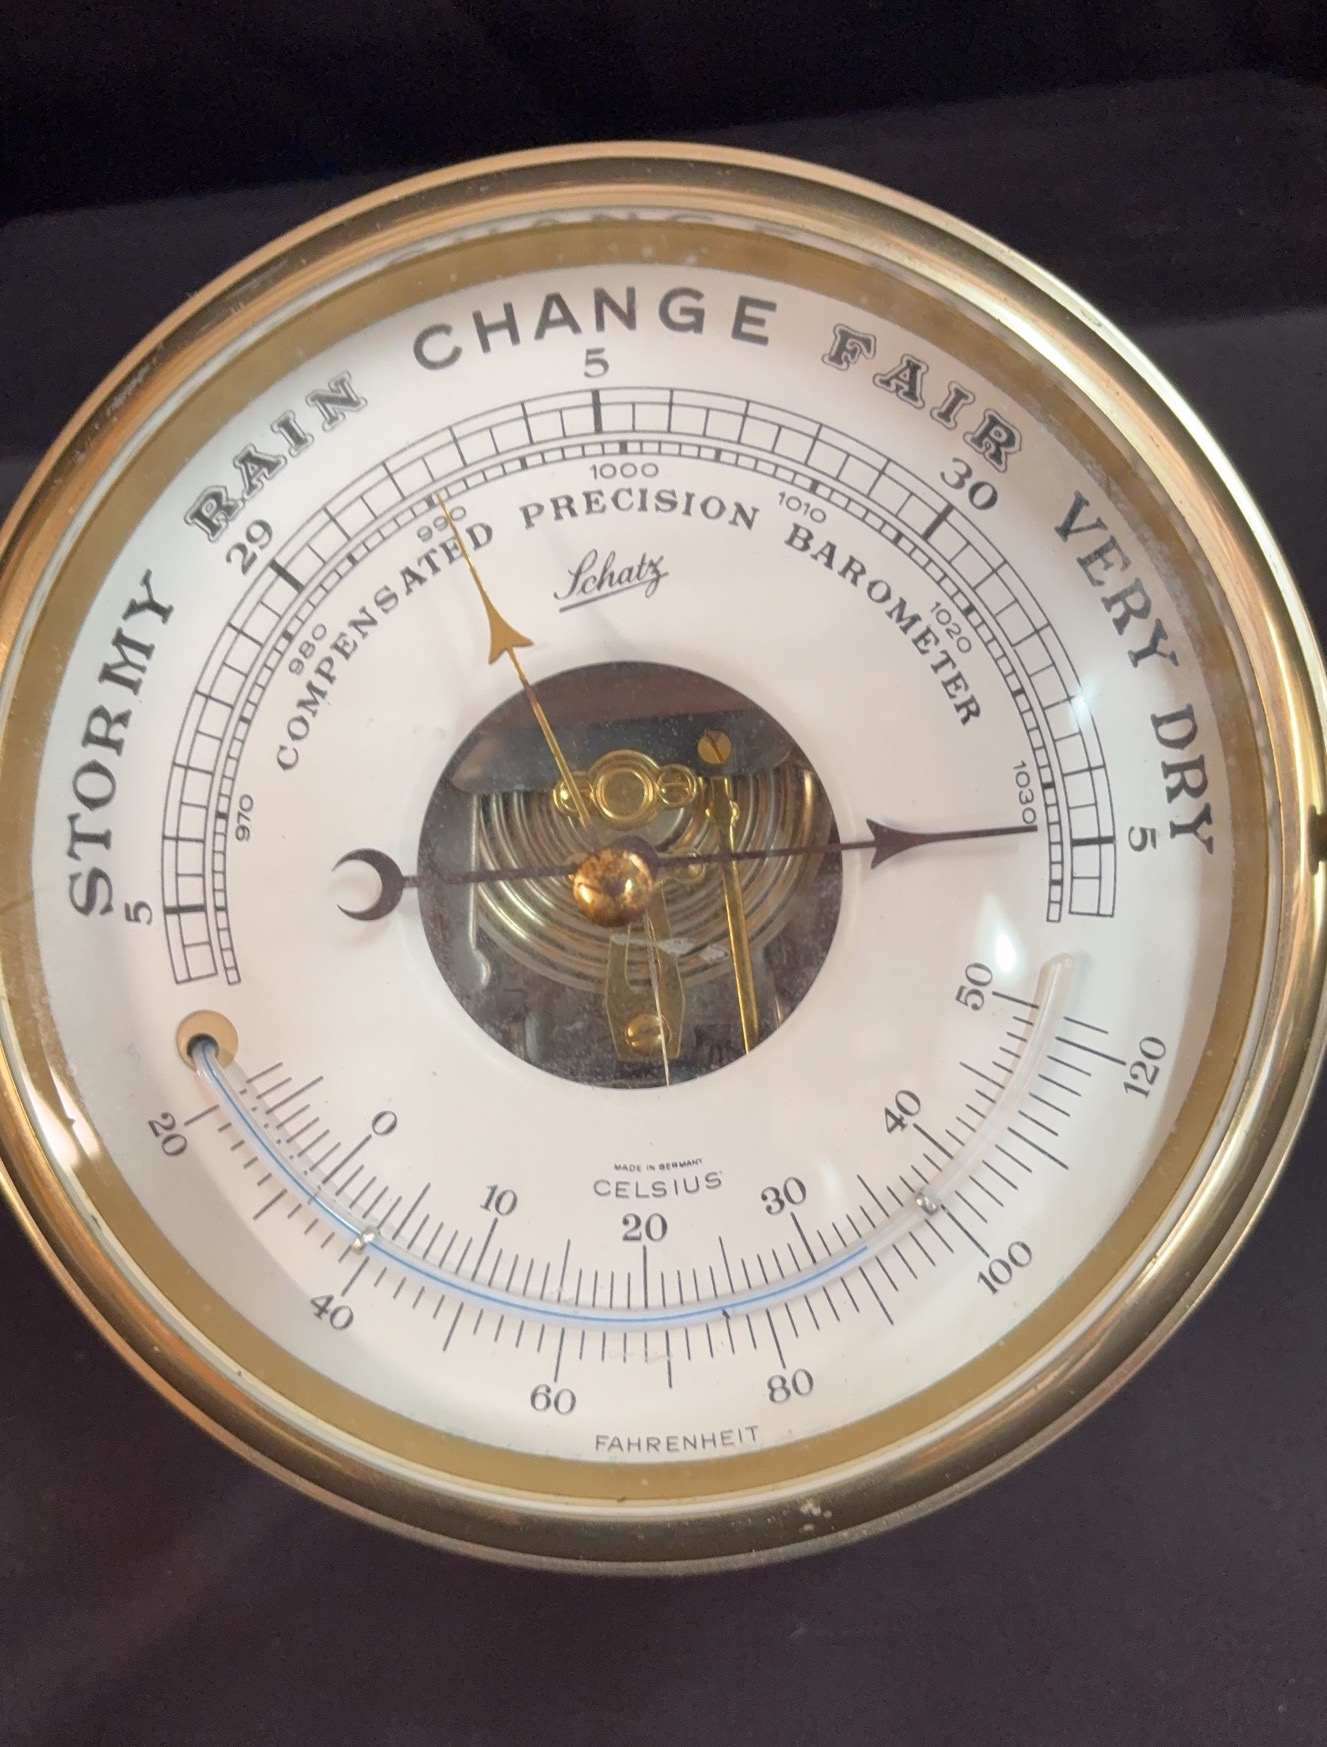 STORMY RAIN CHANGE FAIR VERY DRY
5 29 5 30 5
970 980 990 1000 1010 1020 1030
COMPENSATED PRECISION BAROMETER
Schatz
0 10 20 30 40 50
MADE IN GERMANY
CELSIUS
20 40 60 80 100 120
FAHRENHEIT